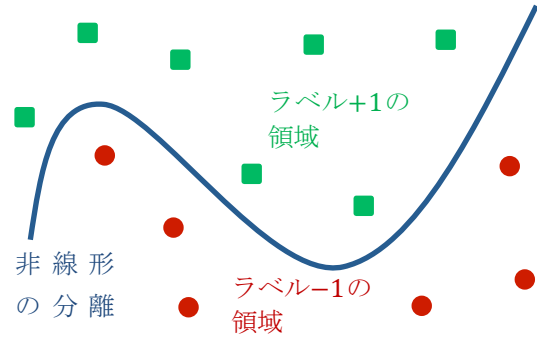 ラベル+1の
領域
非線形
の分離
ラベル−1の
領域